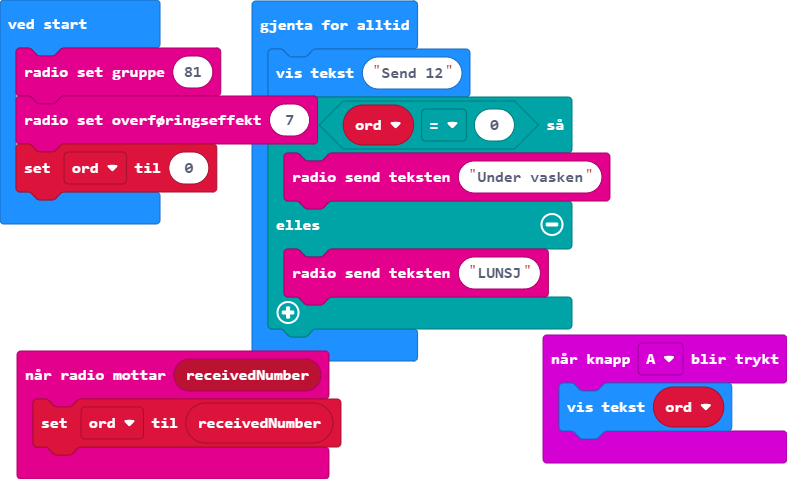 ved start
radio set gruppe 81
radio set overføringseffekt 7
set ord til 0
gjenta for alltid
vis tekst "Send 12"
ord = 0 så
radio send teksten "Under vasken"
elles
radio send teksten "LUNSJ"
når radio mottar receivedNumber
set ord til receivedNumber
når knapp A blir trykt
vis tekst ord